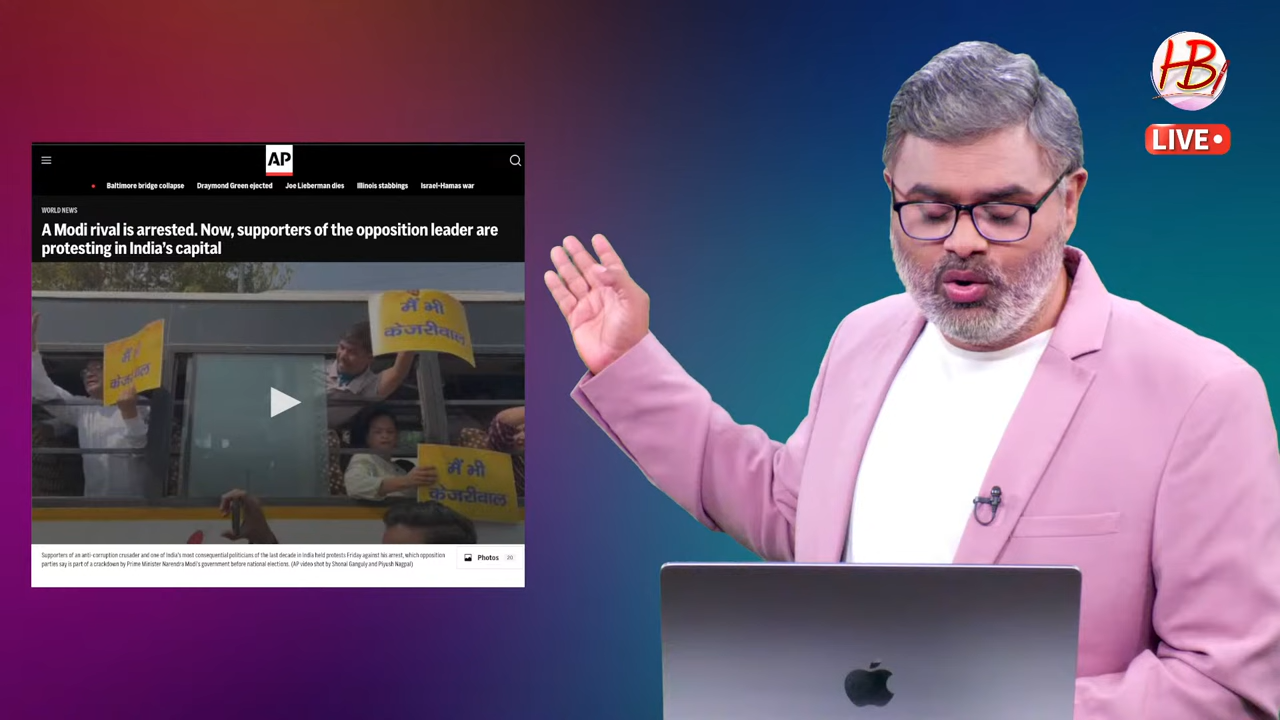 HB
LIVE
AP
Baltimore bridge collapse Draymond Green ejected Joe Lieberman dies Illinois stabbings Israel-Hamas war
WORLD NEWS
A Modi rival is arrested. Now, supporters of the opposition leader are
protesting in India's capital
मैं भी
केजरीवाल
मैं भी
केजरीवाल
Supporters of an anti-corruption crusader and one of India's most consequential politicians of the last decade in India held protests Friday against his arrest, which opposition
parties say is part of a crackdown by Prime Minister Narendra Modi's government before national elections. (AP video shot by Shonal Ganguly and Piyush Nagpal)
Photos 20